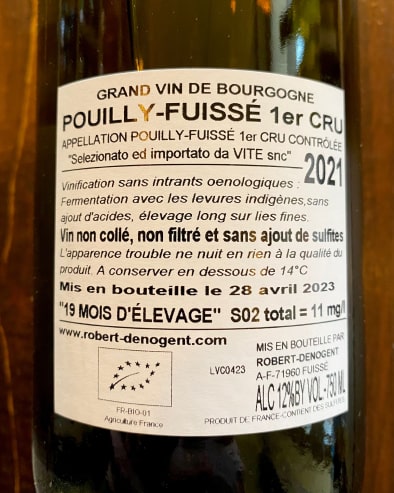 GRAND VIN DE BOURGOGNE
POUILLY-FUISSÉ 1er CRU
APPELLATION POUILLY-FUISSÉ 1er CRU CONTRÔLÉE
"Selezionato ed importato da VITE snc"
2021
Vinification sans intrants oenologiques :
Fermentation avec les levures indigènes,sans
ajout d'acides, élevage long sur lies fines.
Vin non collé, non filtré et sans ajout de sulfites
L'apparence trouble ne nuit en rien à la qualité du
produit. A conserver en dessous de 14°C
Mis en bouteille le 28 avril 2023
"19 MOIS D'ÉLEVAGE" S02 total = 11 mg/l
www.robert-denogent.com
LVC0423
MIS EN BOUTEILLE PAR
ROBERT-DENOGENT
A-F-71960 FUISSÉ
ALC 12%BY VOL -750 ML
PRODUIT DE FRANCE-CONTIENT DES SULFITES
FR-BIO-01
Agriculture France